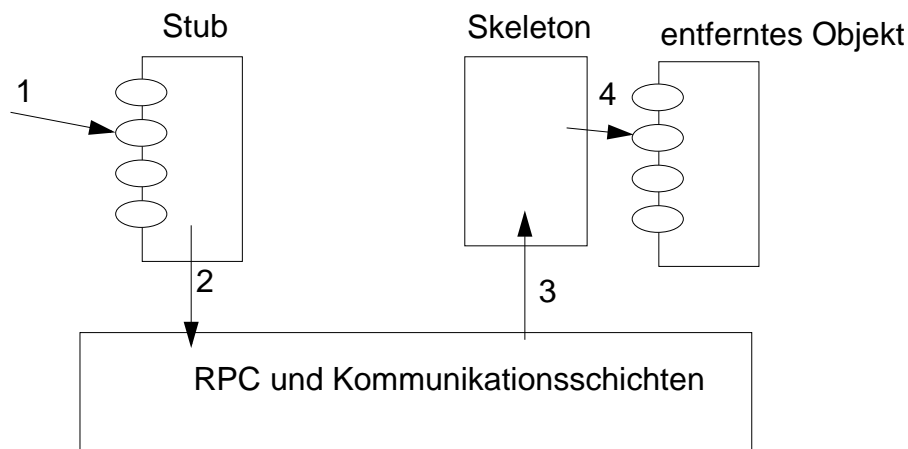 Stub
Skeleton
entferntes Objekt
1
4
2
3
RPC und Kommunikationsschichten